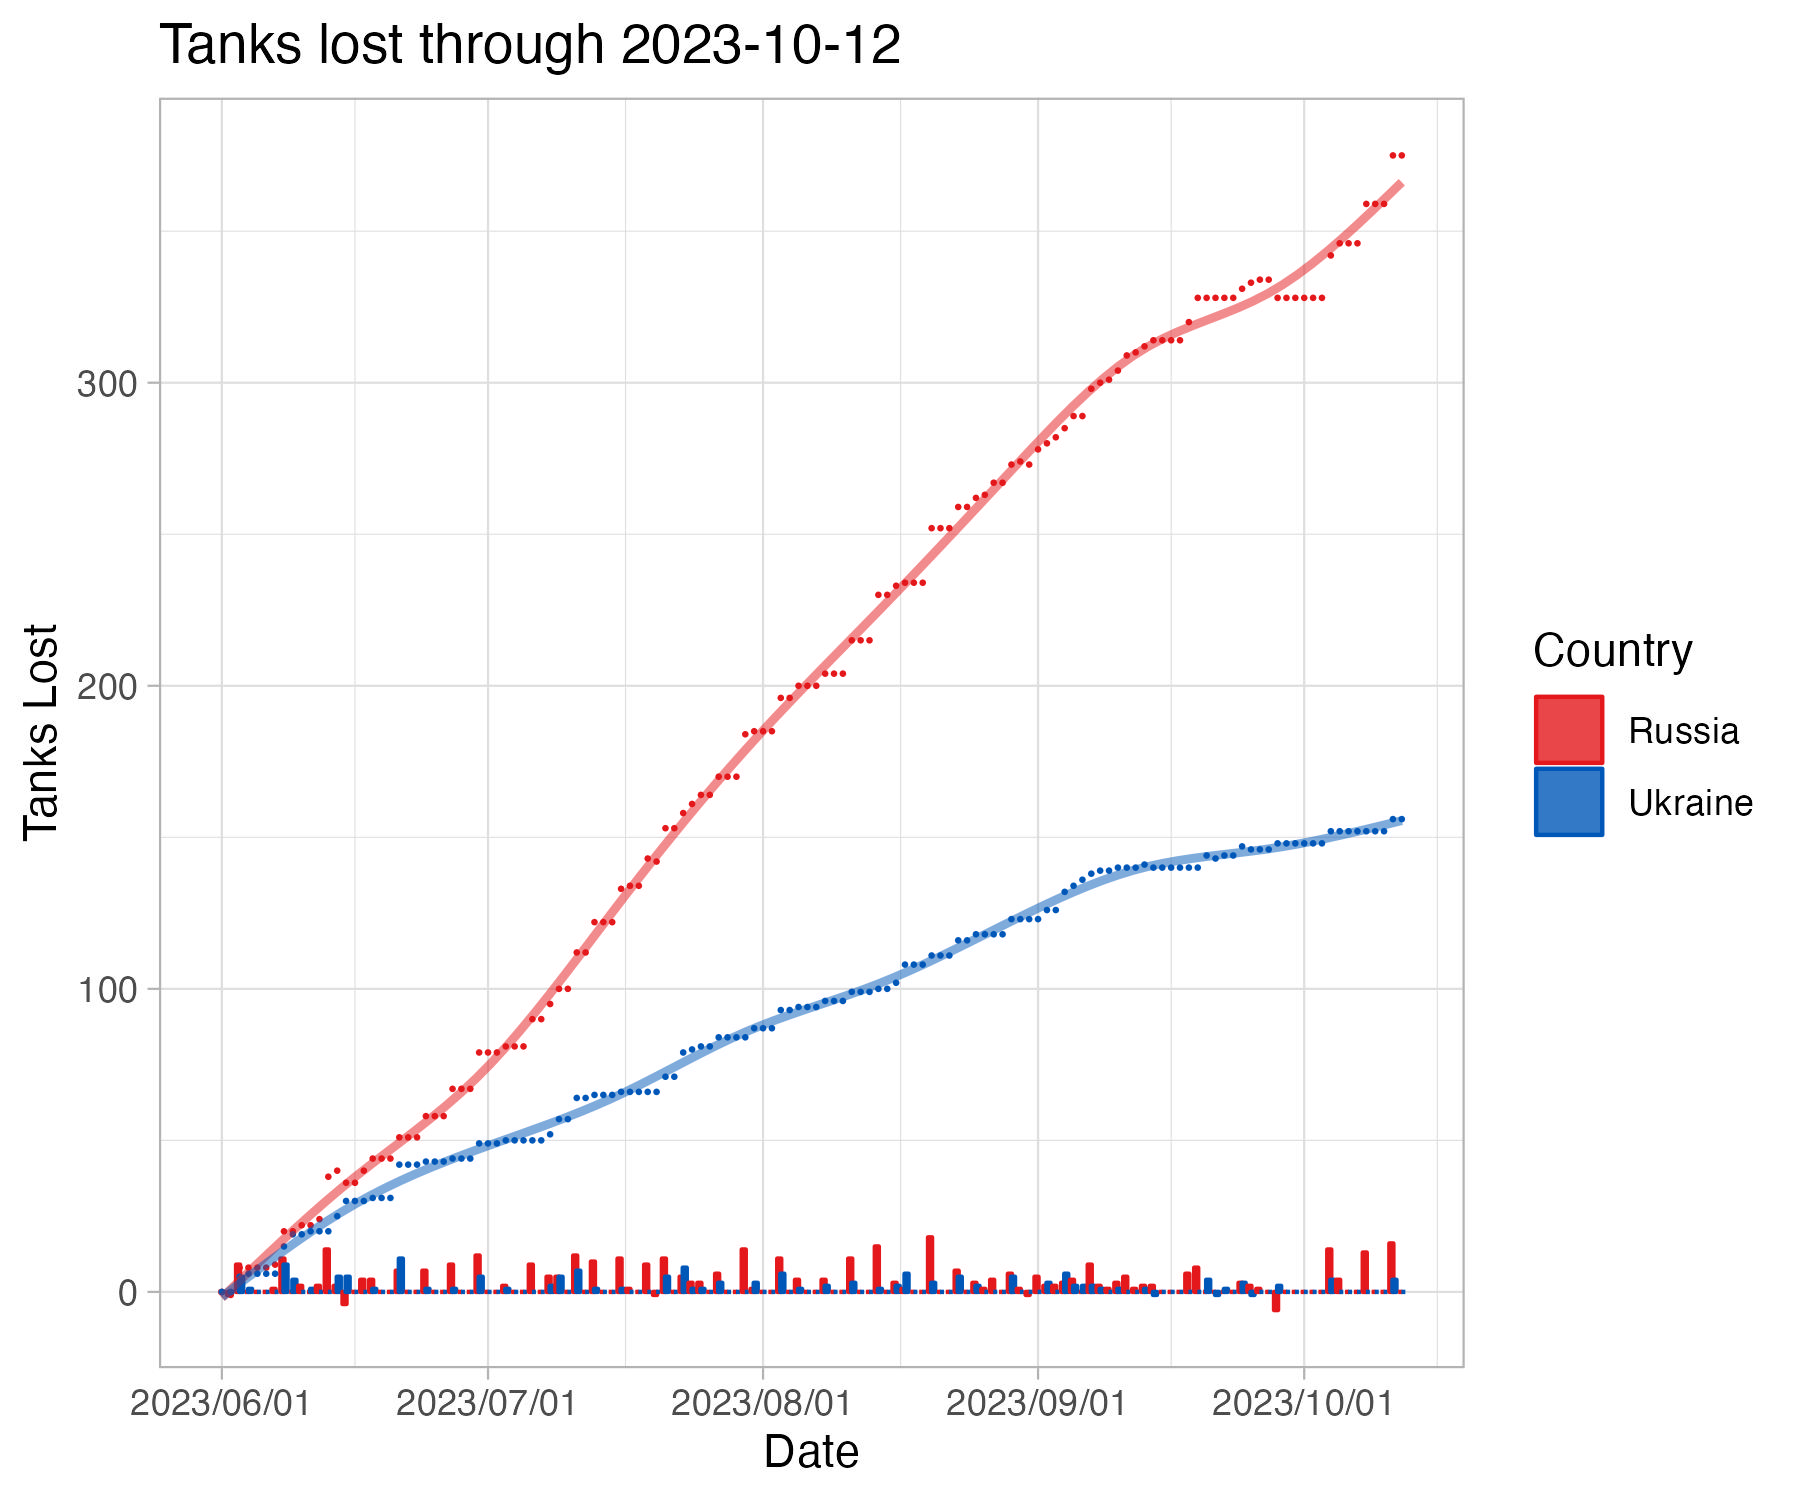 Tanks lost through 2023-10-12
Tanks Lost
300
200
100
0
2023/06/01
2023/07/01
2023/08/01
2023/09/01
2023/10/01
Date
Country
Russia
Ukraine